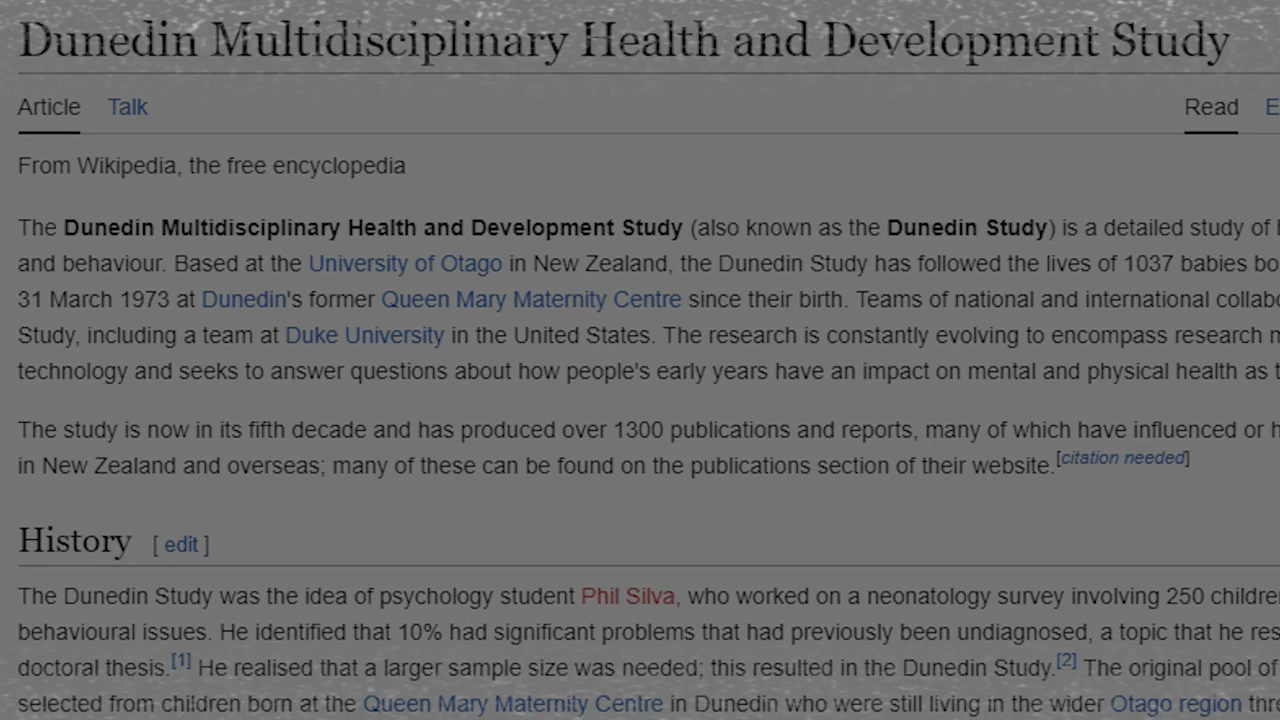 Dunedin Multidisciplinary Health and Development Study
Article Talk Read E
From Wikipedia, the free encyclopedia
The Dunedin Multidisciplinary Health and Development Study (also known as the Dunedin Study) is a detailed study of
and behaviour. Based at the University of Otago in New Zealand, the Dunedin Study has followed the lives of 1037 babies bo
31 March 1973 at Dunedin's former Queen Mary Maternity Centre since their birth. Teams of national and international collabo
Study, including a team at Duke University in the United States. The research is constantly evolving to encompass research
technology and seeks to answer questions about how people's early years have an impact on mental and physical health as
The study is now in its fifth decade and has produced over 1300 publications and reports, many of which have influenced or
in New Zealand and overseas; many of these can be found on the publications section of their website.[citation needed]
History [ edit ]
The Dunedin Study was the idea of psychology student Phil Silva, who worked on a neonatology survey involving 250 childre
behavioural issues. He identified that 10% had significant problems that had previously been undiagnosed, a topic that he res
doctoral thesis.[1] He realised that a larger sample size was needed; this resulted in the Dunedin Study.[2] The original pool of
selected from children born at the Queen Mary Maternity Centre in Dunedin who were still living in the wider Otago region thr